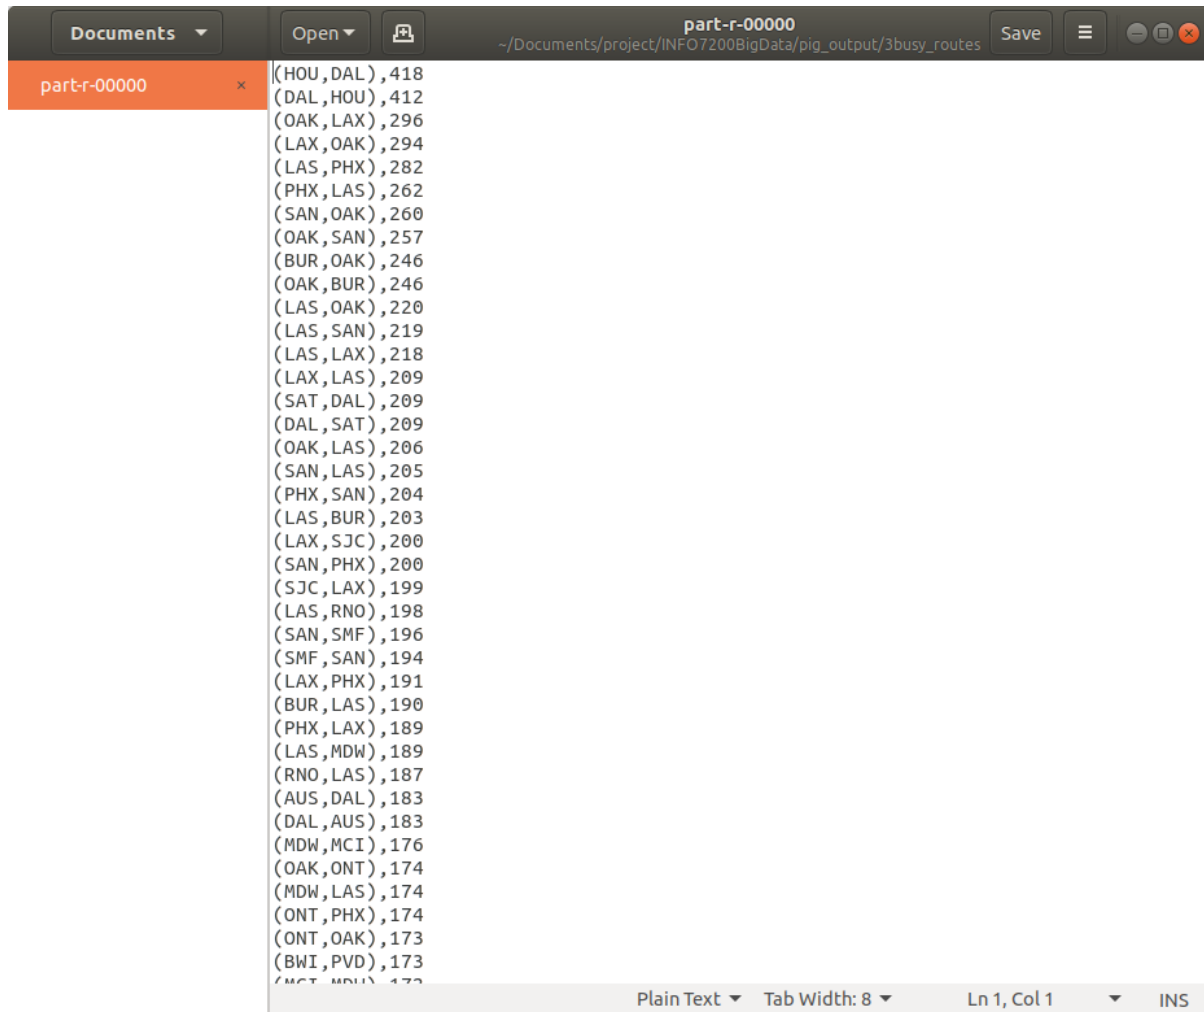 Documents
Open
part-r-00000
~/Documents/project/INFO7200BigData/pig_output/3busy_routes
Save
part-r-00000 ×
(HOU,DAL),418
(DAL,HOU),412
(OAK,LAX),296
(LAX,OAK),294
(LAS,PHX),282
(PHX,LAS),262
(SAN,OAK),260
(OAK,SAN),257
(BUR,OAK),246
(OAK,BUR),246
(LAS,OAK),220
(LAS,SAN),219
(LAS,LAX),218
(LAX,LAS),209
(SAT,DAL),209
(DAL,SAT),209
(OAK,LAS),206
(SAN,LAS),205
(PHX,SAN),204
(LAS,BUR),203
(LAX,SJC),200
(SAN,PHX),200
(SJC,LAX),199
(LAS,RNO),198
(SAN,SMF),196
(SMF,SAN),194
(LAX,PHX),191
(BUR,LAS),190
(PHX,LAX),189
(LAS,MDW),189
(RNO,LAS),187
(AUS,DAL),183
(DAL,AUS),183
(MDW,MCI),176
(OAK,ONT),174
(MDW,LAS),174
(ONT,PHX),174
(ONT,OAK),173
(BWI,PVD),173
Plain Text Tab Width: 8 Ln 1, Col 1 INS